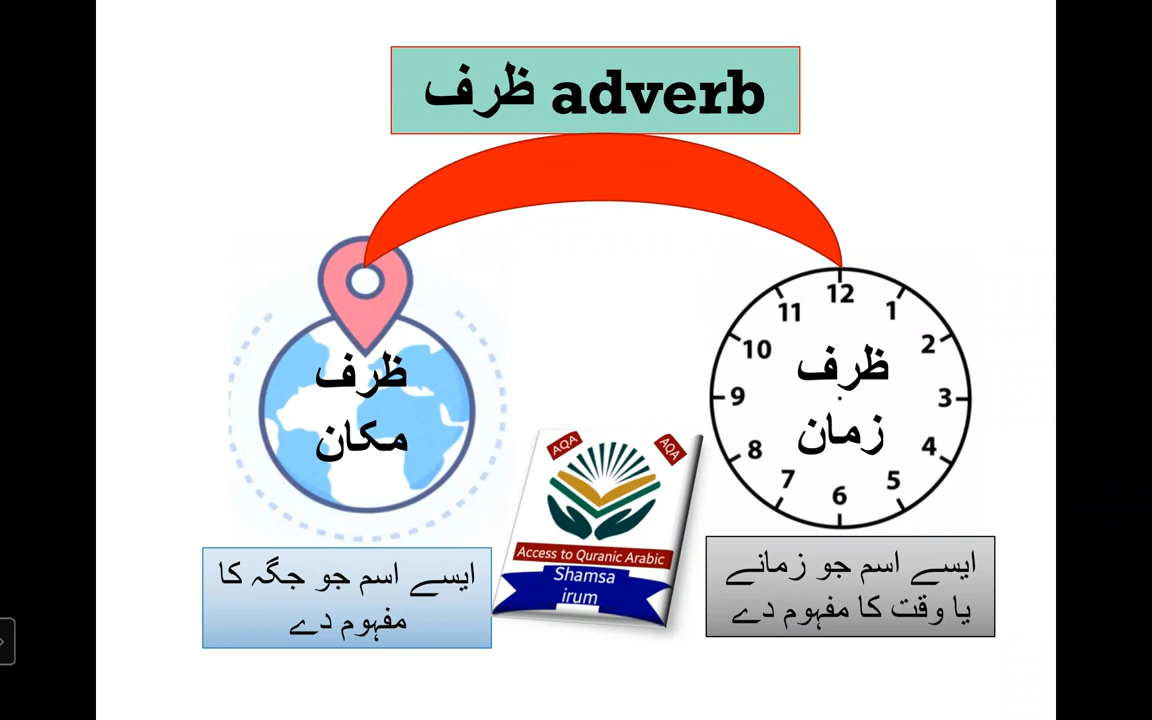 ظرف adverb
ظرف
مکان
ایسے اسم جو جگہ کا
مفہوم دے
12
1
2
3
4
5
6
7
8
9
10
11
ظرف
زمان
ایسے اسم جو زمانے
یا وقت کا مفہوم دے
AQA
AQA
Access to Quranic Arabic
Shamsa
irum